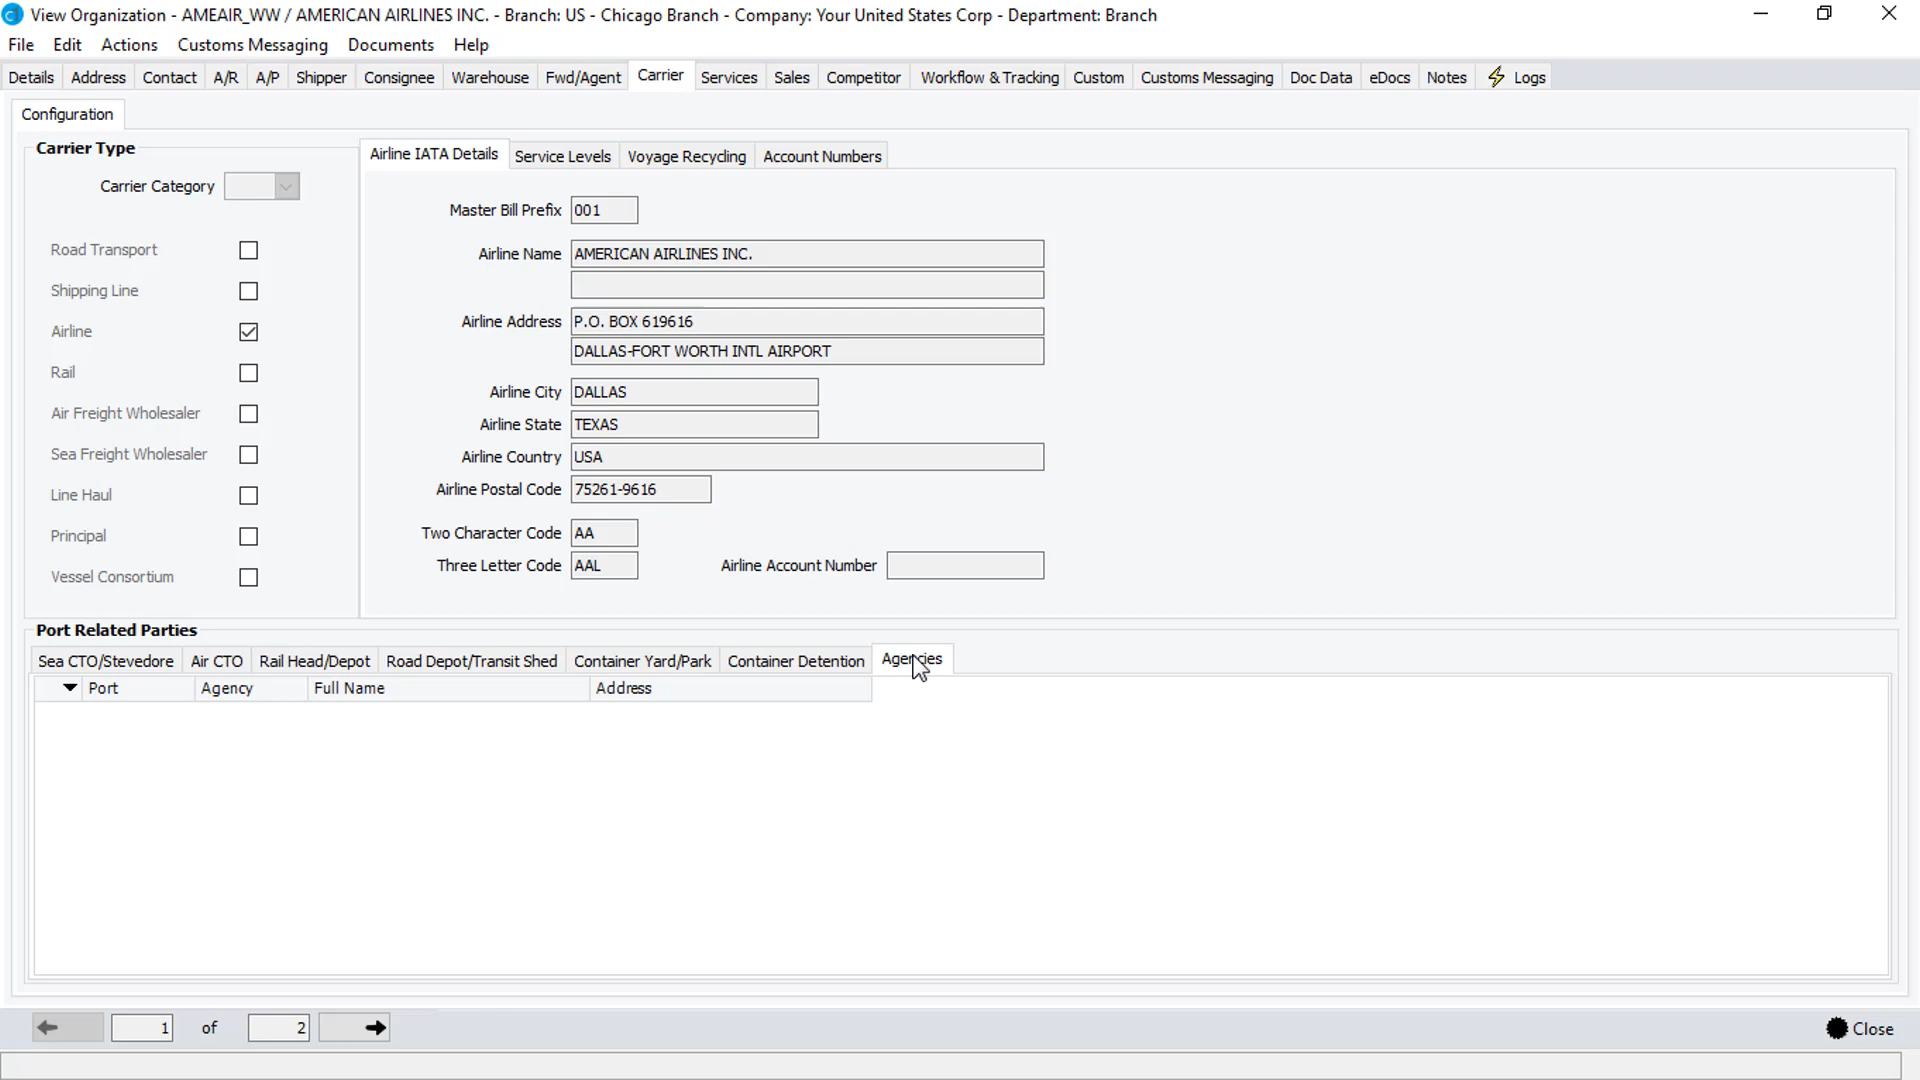 View Organization - AMEAIR_WW / AMERICAN AIRLINES INC. - Branch: US - Chicago Branch - Company: Your United States Corp - Department: Branch
File Edit Actions Customs Messaging Documents Help
Details Address Contact A/R A/P Shipper Consignee Warehouse Fwd/Agent Carrier Services Sales Competitor Workflow & Tracking Custom Customs Messaging Doc Data eDocs Notes Logs
Configuration
Carrier Type
Carrier Category
Road Transport
Shipping Line
Airline
Rail
Air Freight Wholesaler
Sea Freight Wholesaler
Line Haul
Principal
Vessel Consortium
Airline IATA Details Service Levels Voyage Recycling Account Numbers
Master Bill Prefix 001
Airline Name AMERICAN AIRLINES INC.
Airline Address P.O. BOX 619616
DALLAS-FORT WORTH INTL AIRPORT
Airline City DALLAS
Airline State TEXAS
Airline Country USA
Airline Postal Code 75261-9616
Two Character Code AA
Three Letter Code AAL Airline Account Number
Port Related Parties
Sea CTO/Stevedore Air CTO Rail Head/Depot Road Depot/Transit Shed Container Yard/Park Container Detention Agencies
Port Agency Full Name Address
1 of 2 Close